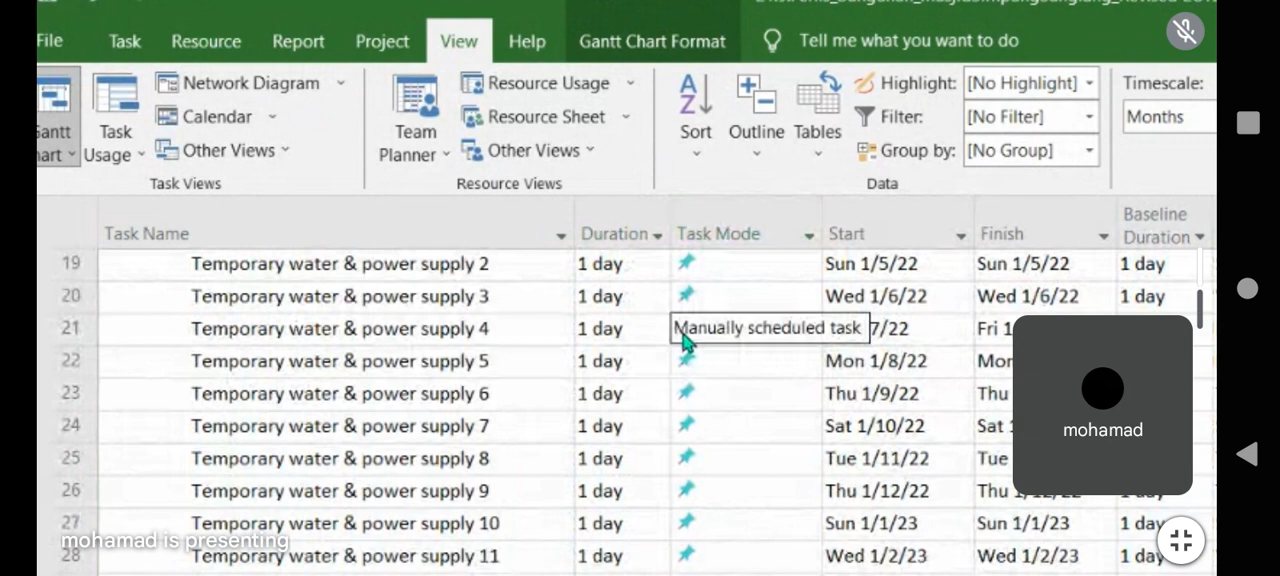 File Task Resource Report Project View Help Gantt Chart Format Tell me what you want to do
Gantt Chart
Task Usage
Network Diagram
Calendar
Other Views
Task Views
Team Planner
Resource Usage
Resource Sheet
Other Views
Resource Views
Sort
Outline
Tables
Highlight: [No Highlight]
Filter: [No Filter]
Group by: [No Group]
Data
Timescale:
Months
Task Name Duration Task Mode Start Finish Baseline Duration
19 Temporary water & power supply 2 1 day Sun 1/5/22 Sun 1/5/22 1 day
20 Temporary water & power supply 3 1 day Wed 1/6/22 Wed 1/6/22 1 day
21 Temporary water & power supply 4 1 day Manually scheduled task 7/22 Fri 1
22 Temporary water & power supply 5 1 day Mon 1/8/22 Mon
23 Temporary water & power supply 6 1 day Thu 1/9/22 Thu
24 Temporary water & power supply 7 1 day Sat 1/10/22 Sat
25 Temporary water & power supply 8 1 day Tue 1/11/22 Tue
26 Temporary water & power supply 9 1 day Thu 1/12/22 Thu 1/12/22 1 day
27 Temporary water & power supply 10 1 day Sun 1/1/23 Sun 1/1/23 1 day
28 Temporary water & power supply 11 1 day Wed 1/2/23 Wed 1/2/23 1 day
mohamad
mohamad is presenting